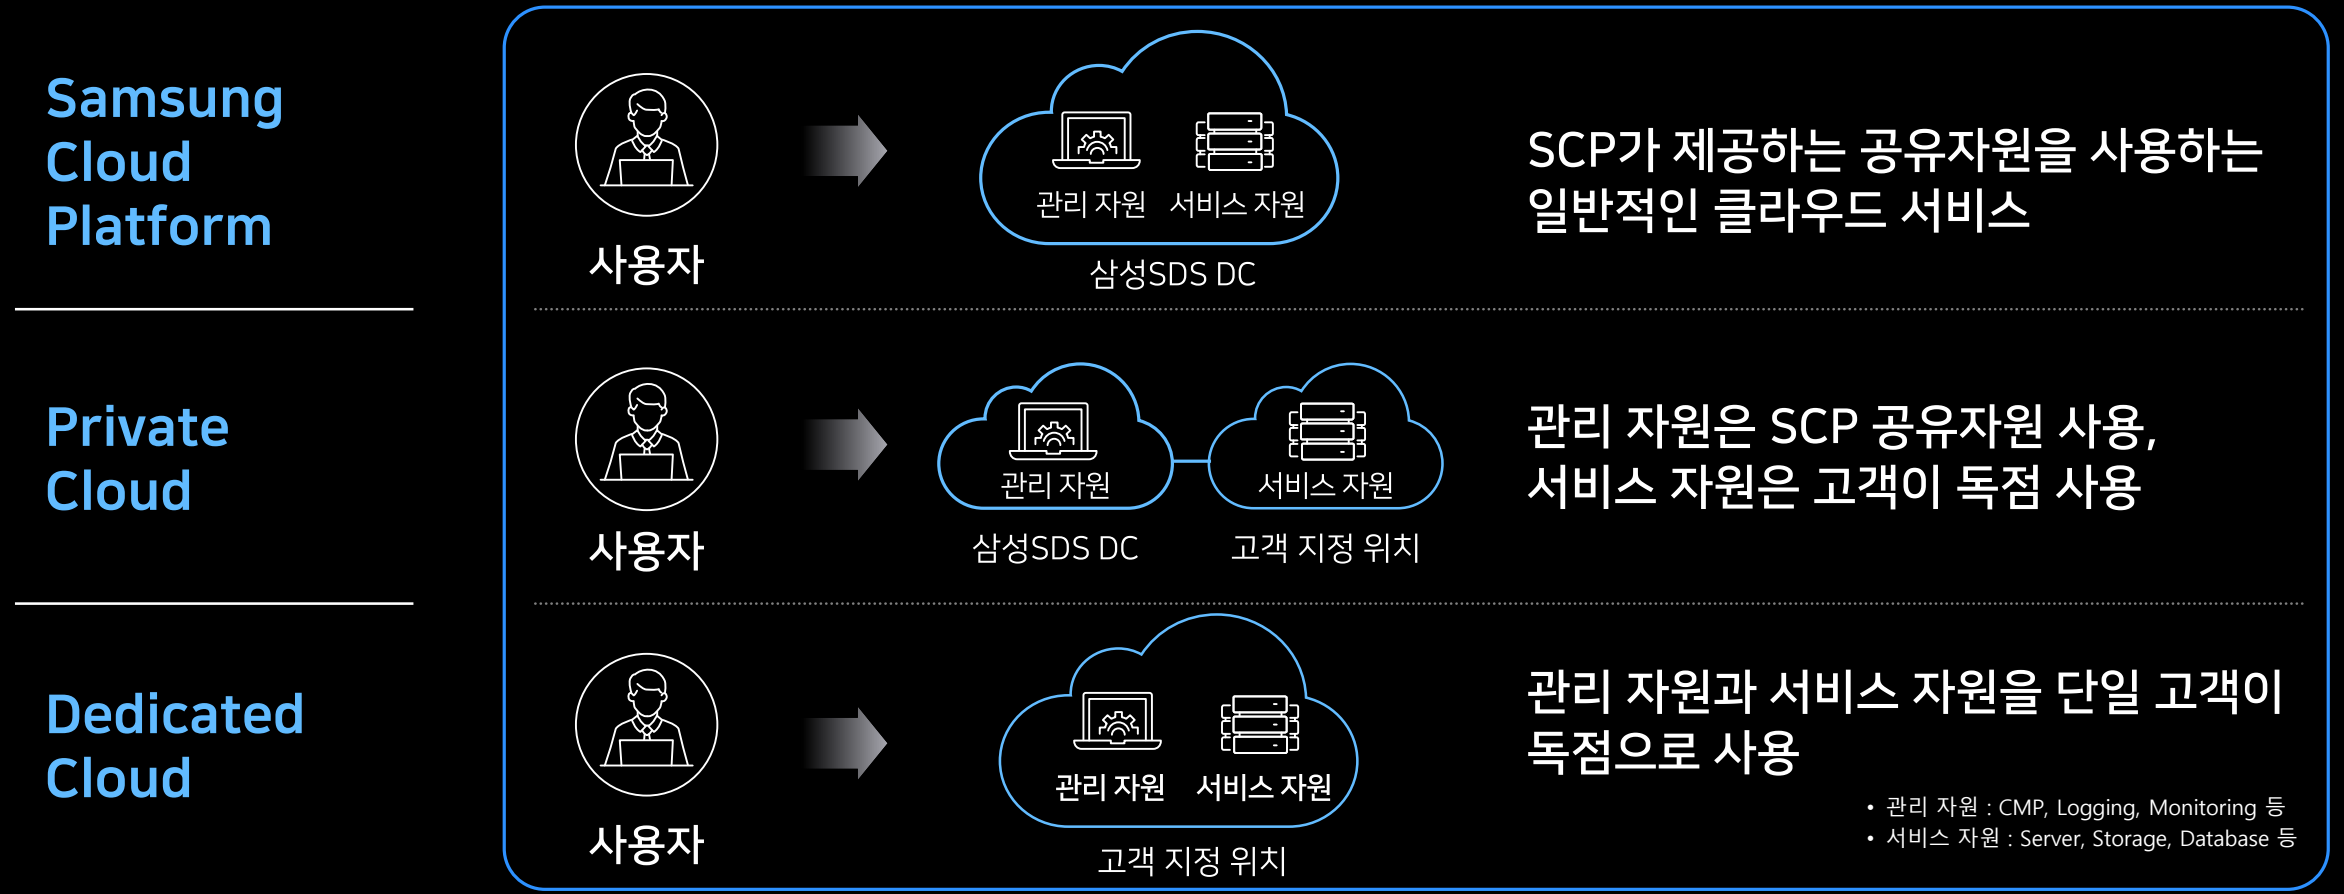 Samsung
Cloud
Platform
사용자
관리 자원
서비스 자원
삼성SDS DC
SCP가 제공하는 공유자원을 사용하는
일반적인 클라우드 서비스
Private
Cloud
사용자
관리 자원
서비스 자원
삼성SDS DC
고객 지정 위치
관리 자원은 SCP 공유자원 사용,
서비스 자원은 고객이 독점 사용
Dedicated
Cloud
사용자
관리 자원
서비스 자원
고객 지정 위치
관리 자원과 서비스 자원을 단일 고객이
독점으로 사용
• 관리 자원 : CMP, Logging, Monitoring 등
• 서비스 자원 : Server, Storage, Database 등